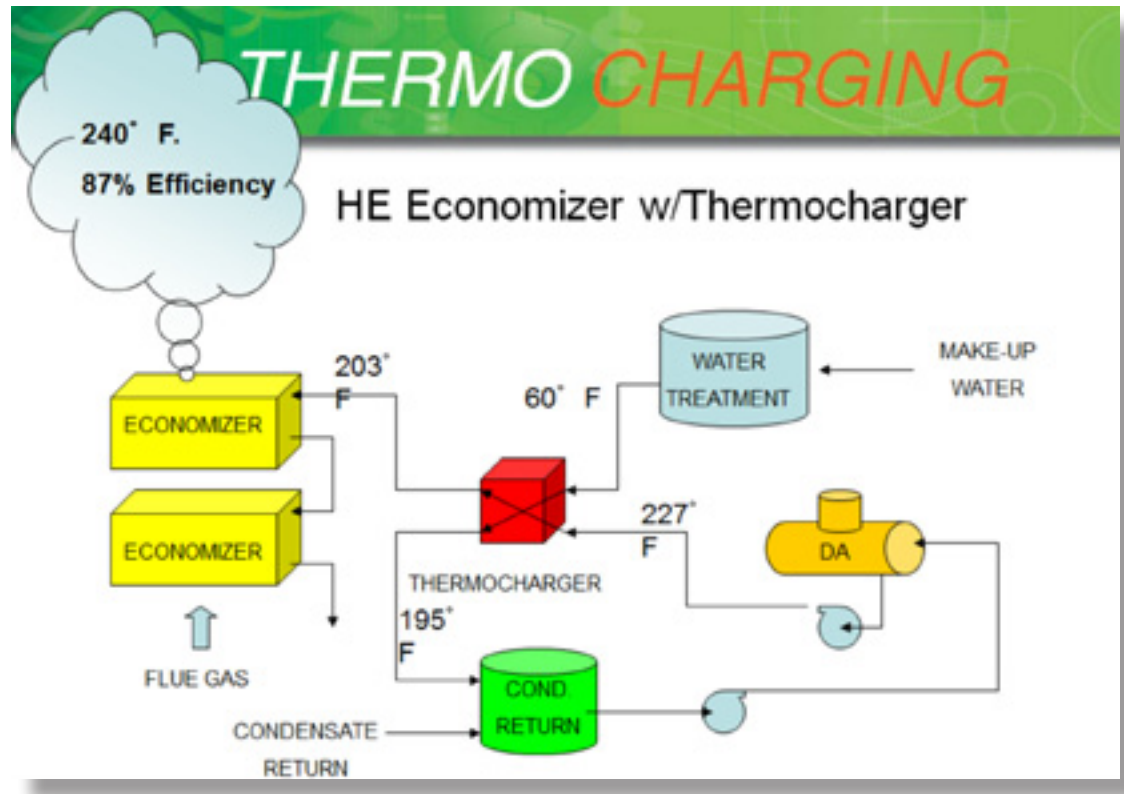 THERMO CHARGING
240° F.
87% Efficiency
HE Economizer w/Thermocharger
203°
F
60° F
WATER
TREATMENT
MAKE-UP
WATER
ECONOMIZER
ECONOMIZER
227°
F
DA
THERMOCHARGER
195°
F
FLUE GAS
COND.
RETURN
CONDENSATE
RETURN